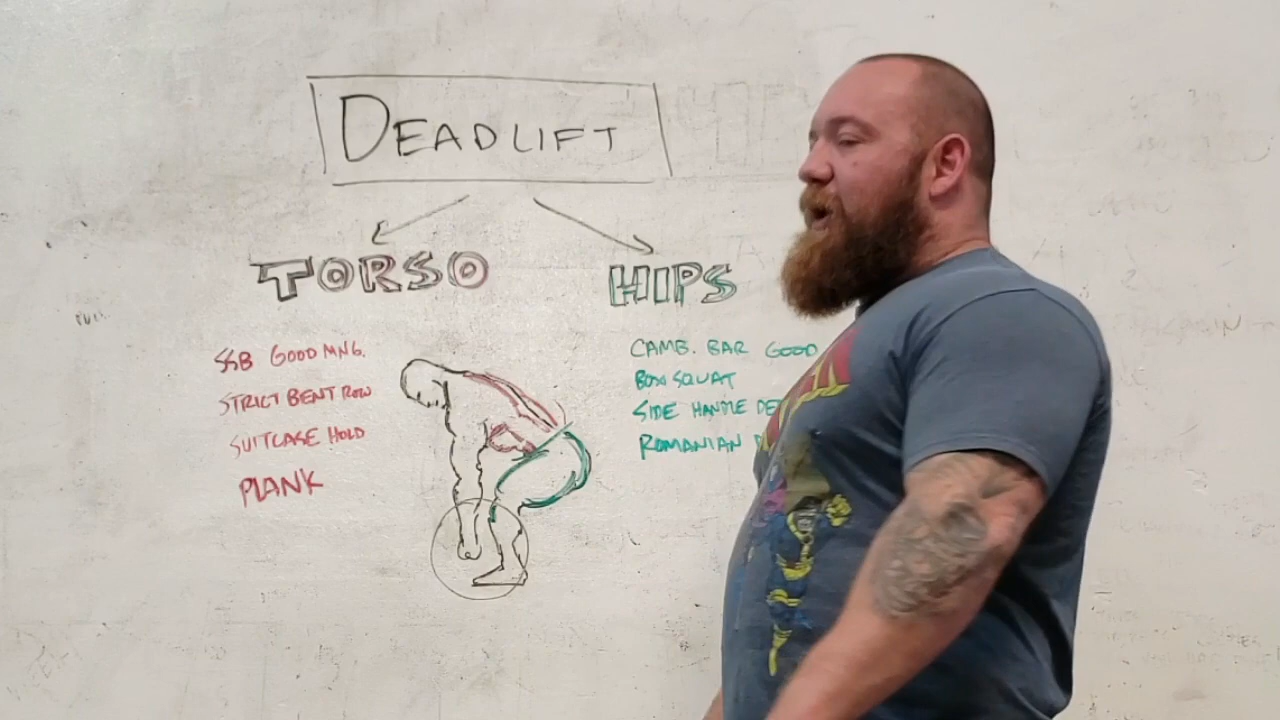 DEADLIFT
TORSO
HIPS
SSB GOOD MNG.
STRICT BENT ROW
SUITCASE HOLD
PLANK
CAMB. BAR GOOD
BOX SQUAT
SIDE HANDLE DE
ROMANIAN